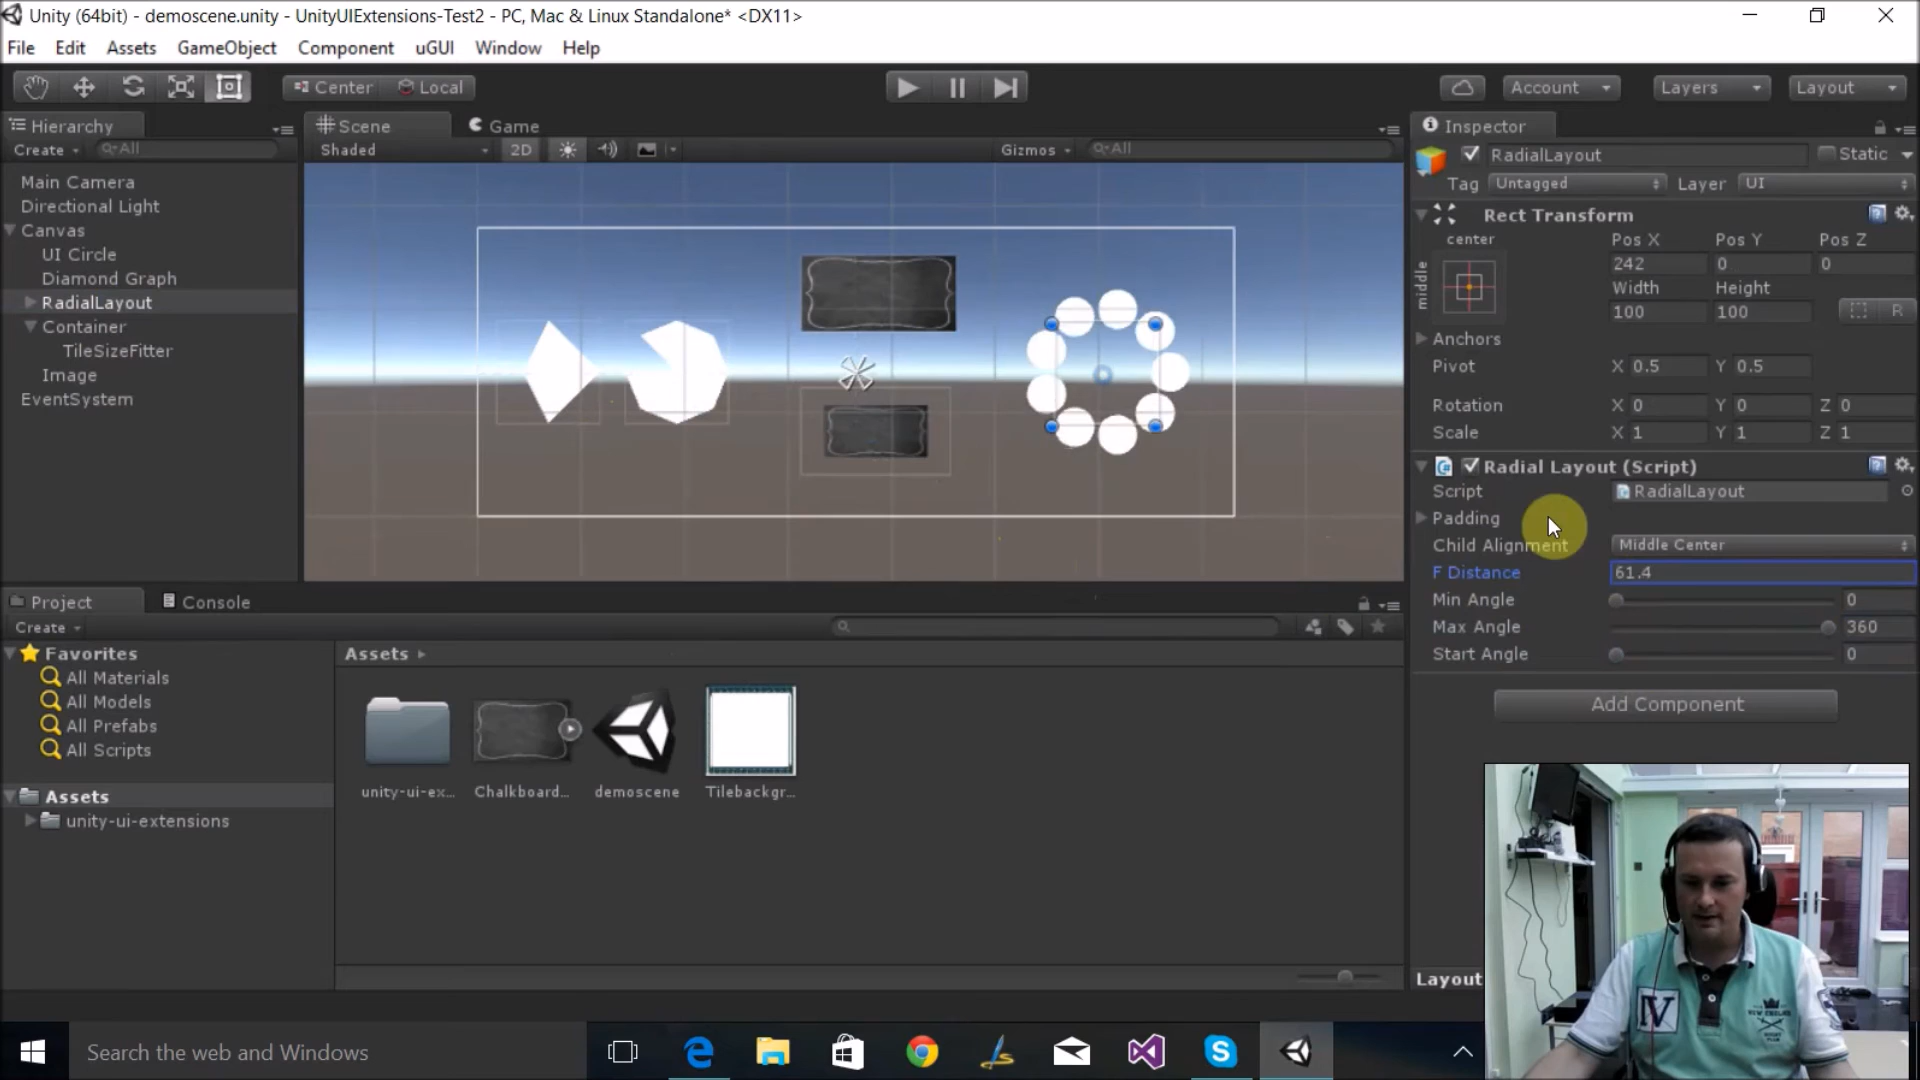 Unity (64bit) - demoscene.unity - UnityUIExtensions-Test2 - PC, Mac & Linux Standalone* <DX11>
File Edit Assets GameObject Component uGUI Window Help
Center Local Account Layers Layout
Hierarchy Scene Game Inspector
Create All Shaded 2D Gizmos All RadialLayout Static
Tag Untagged Layer UI
Main Camera
Directional Light
Canvas
UI Circle
Diamond Graph
RadialLayout
Container
TileSizeFitter
Image
EventSystem
Rect Transform
center Pos X Pos Y Pos Z
middle 242 0 0
Width Height
100 100 R
Anchors
Pivot X 0.5 Y 0.5
Rotation X 0 Y 0 Z 0
Scale X 1 Y 1 Z 1
Radial Layout (Script)
Script RadialLayout
Padding
Child Alignment Middle Center
F Distance 61.4
Min Angle 0
Max Angle 360
Start Angle 0
Add Component
Project Console
Create
Favorites
All Materials
All Models
All Prefabs
All Scripts
Assets
unity-ui-extensions
Assets
unity-ui-ex... Chalkboard... demoscene Tilebackgr...
Layout
Search the web and Windows